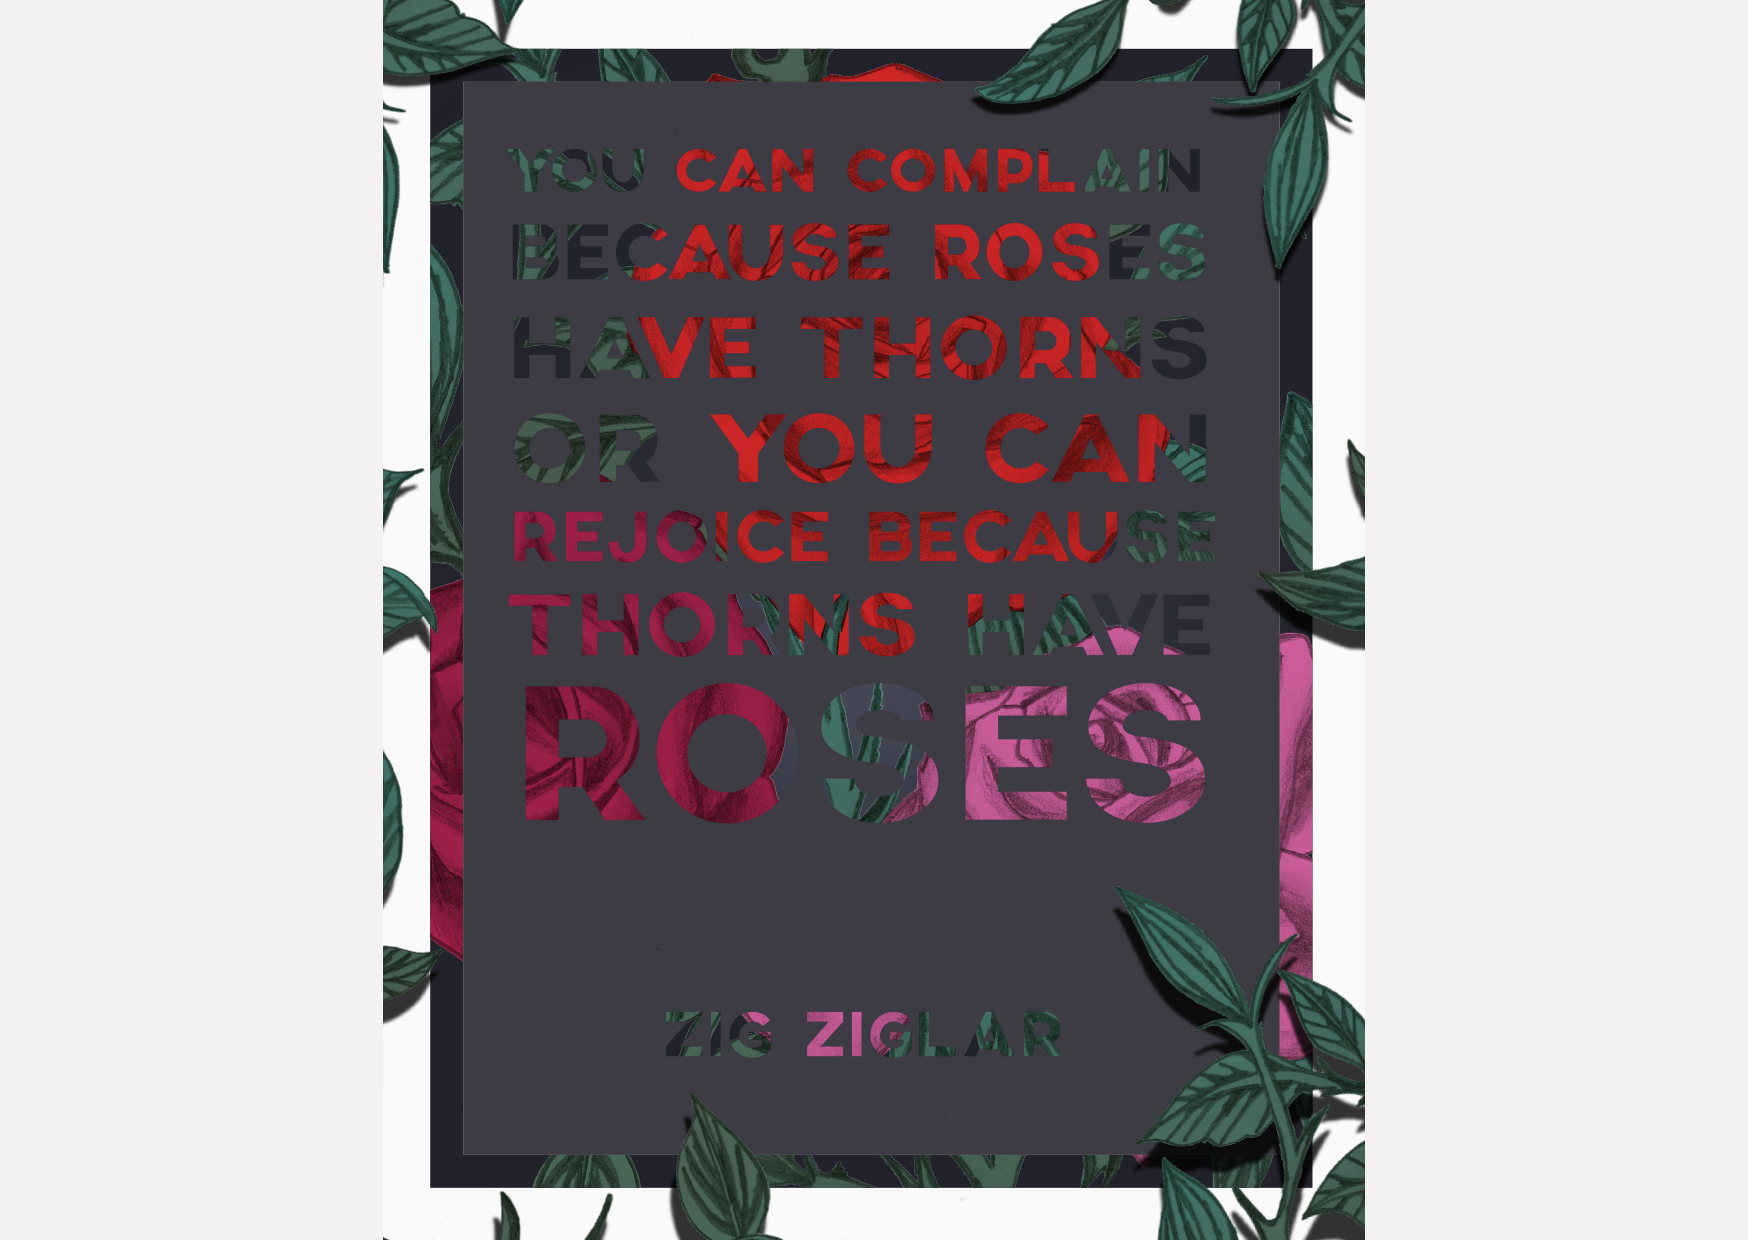 YOU CAN COMPLAIN
BECAUSE ROSES
HAVE THORNS
OR YOU CAN
REJOICE BECAUSE
THORNS HAVE
ROSES
ZIG ZIGLAR